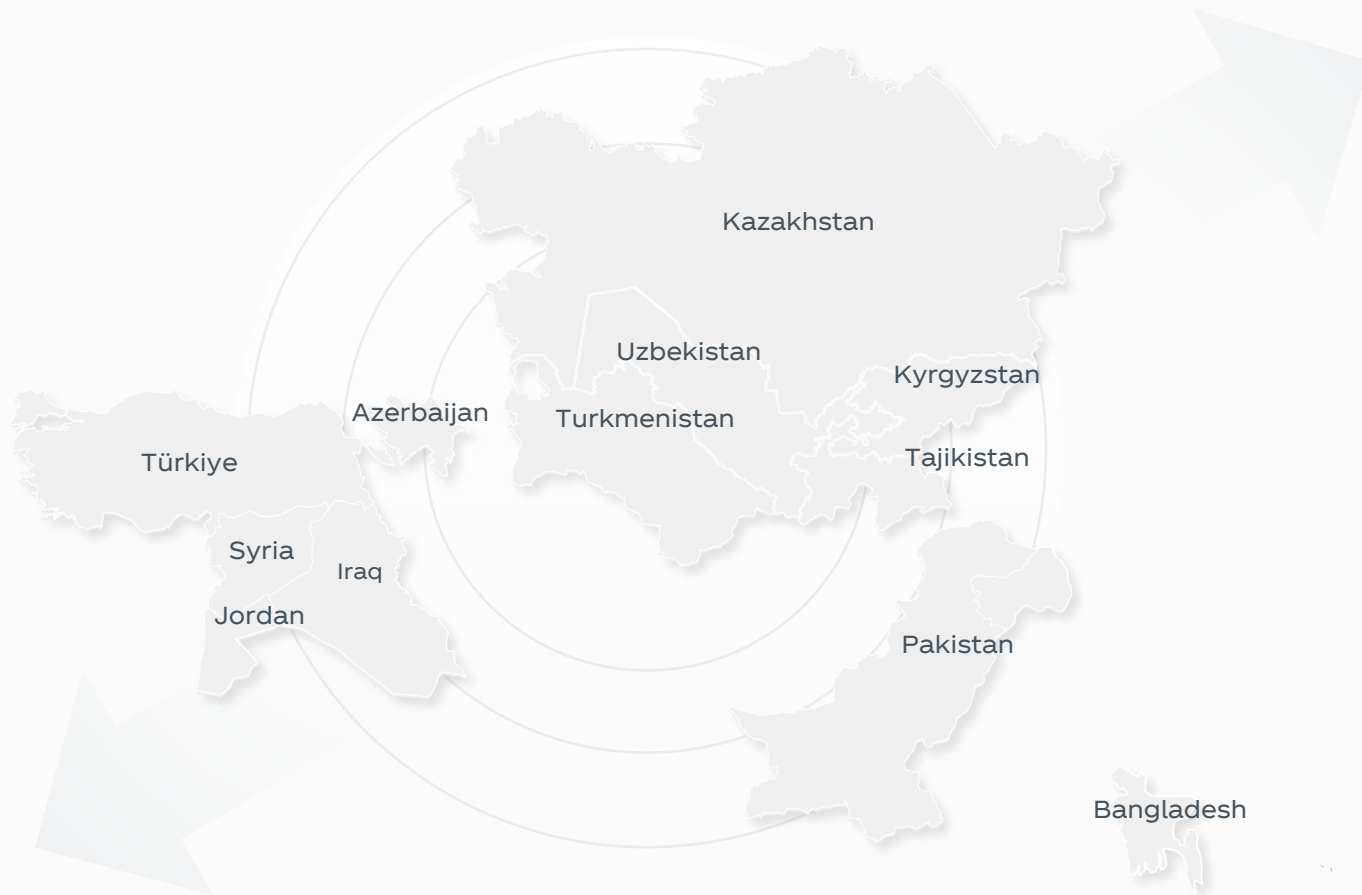 Kazakhstan
Uzbekistan
Kyrgyzstan
Azerbaijan
Turkmenistan
Türkiye
Tajikistan
Syria
Iraq
Jordan
Pakistan
Bangladesh